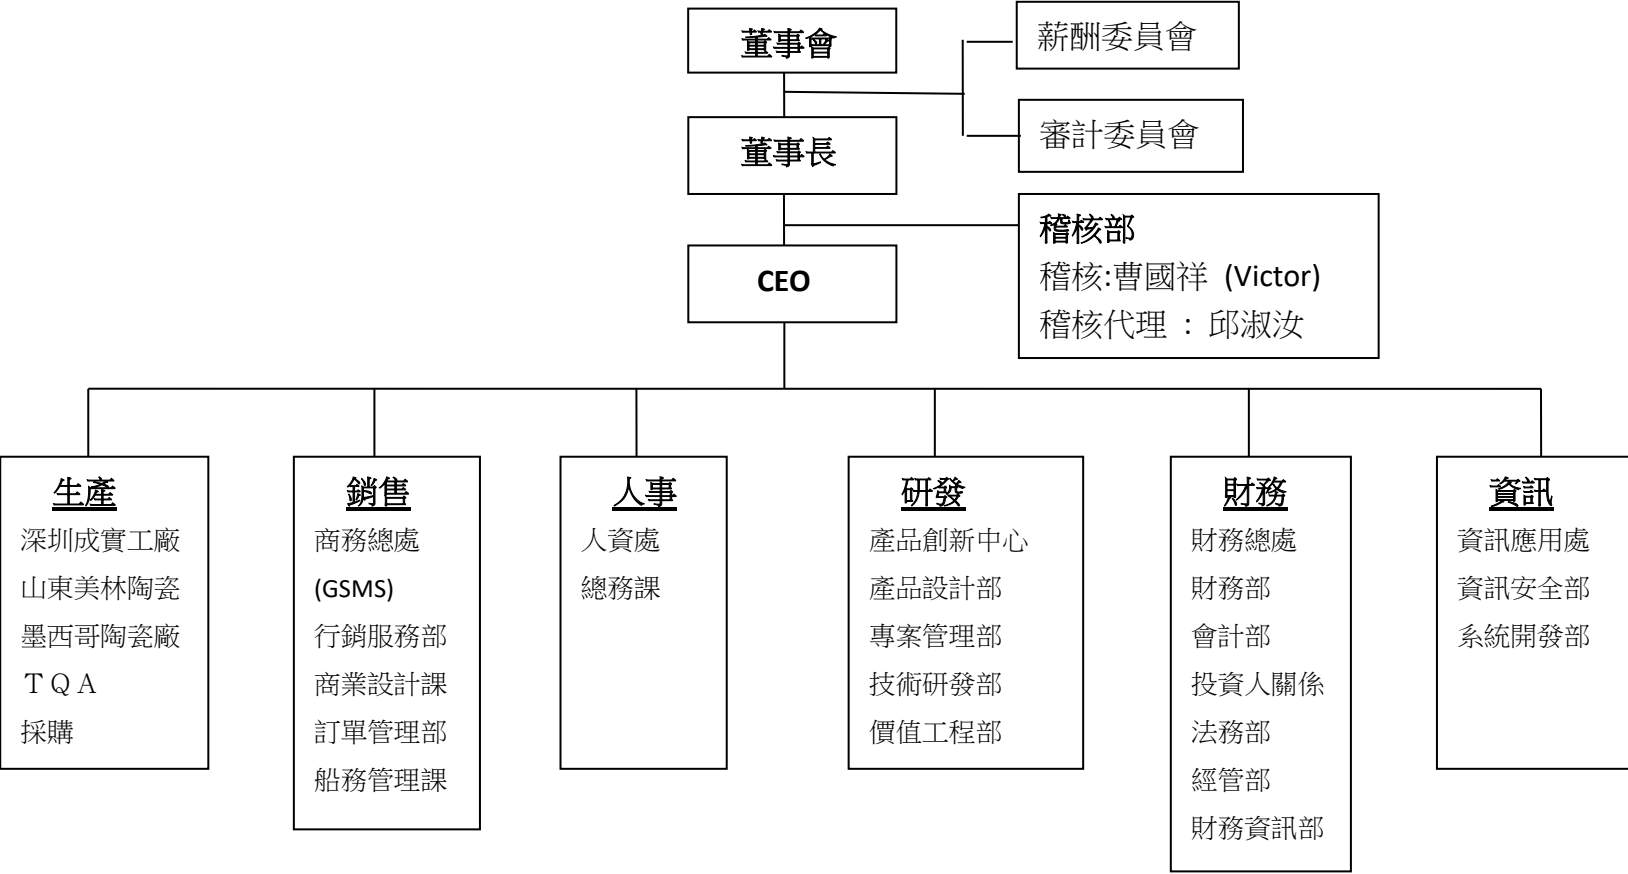 董事會
薪酬委員會
審計委員會
董事長
稽核部
稽核:曹國祥 (Victor)
稽核代理 : 邱淑汝
CEO
生產
深圳成實工廠
山東美林陶瓷
墨西哥陶瓷廠
ＴＱＡ
採購
銷售
商務總處
(GSMS)
行銷服務部
商業設計課
訂單管理部
船務管理課
人事
人資處
總務課
研發
產品創新中心
產品設計部
專案管理部
技術研發部
價值工程部
財務
財務總處
財務部
會計部
投資人關係
法務部
經管部
財務資訊部
資訊
資訊應用處
資訊安全部
系統開發部